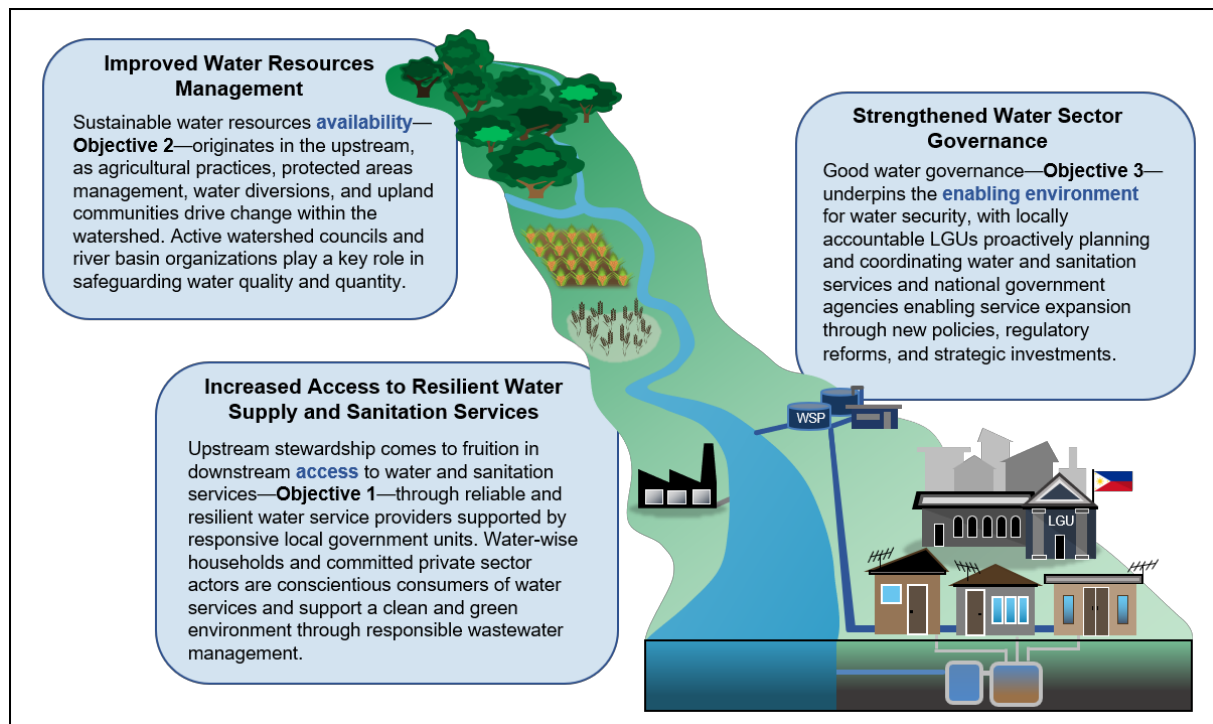 Improved Water Resources
Management
Sustainable water resources availability—
Objective 2—originates in the upstream,
as agricultural practices, protected areas
management, water diversions, and upland
communities drive change within the
watershed. Active watershed councils and
river basin organizations play a key role in
safeguarding water quality and quantity.
Strengthened Water Sector
Governance
Good water governance—Objective 3—
underpins the enabling environment
for water security, with locally
accountable LGUs proactively planning
and coordinating water and sanitation
services and national government
agencies enabling service expansion
through new policies, regulatory
reforms, and strategic investments.
Increased Access to Resilient Water
Supply and Sanitation Services
Upstream stewardship comes to fruition in
downstream access to water and sanitation
services—Objective 1—through reliable and
resilient water service providers supported by
responsive local government units. Water-wise
households and committed private sector
actors are conscientious consumers of water
services and support a clean and green
environment through responsible wastewater
management.
WSP
LGU